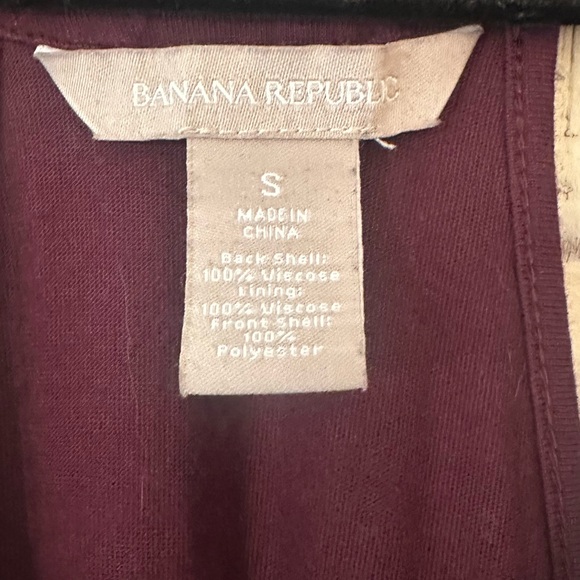 BANANA REPUBLIC
S
MADE IN
CHINA
Back Shell:
100% Viscose
Lining:
100% Viscose
Front Shell:
100%
Polyester